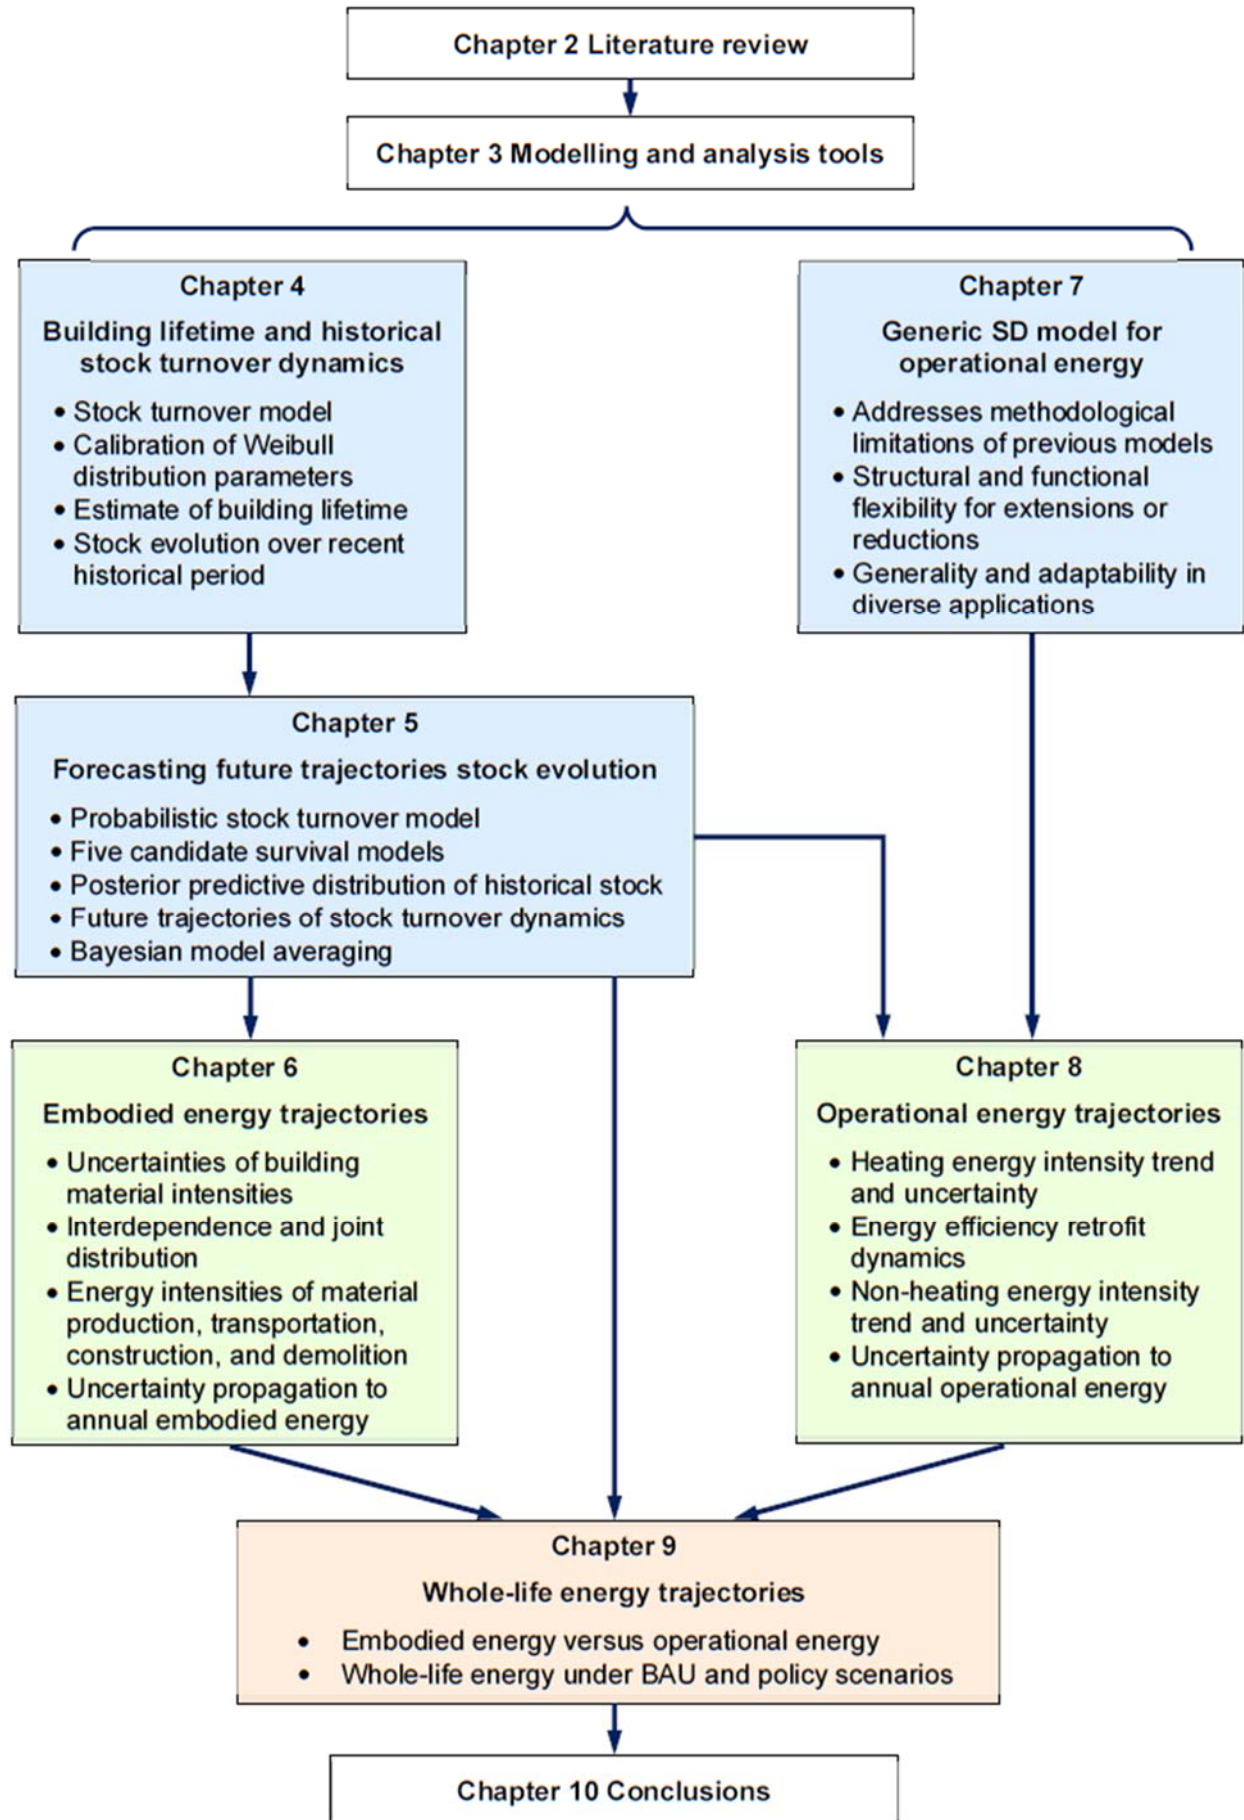 Chapter 2 Literature review
Chapter 3 Modelling and analysis tools
Chapter 4
Building lifetime and historical
stock turnover dynamics
• Stock turnover model
• Calibration of Weibull
distribution parameters
• Estimate of building lifetime
• Stock evolution over recent
historical period
Chapter 7
Generic SD model for
operational energy
• Addresses methodological
limitations of previous models
• Structural and functional
flexibility for extensions or
reductions
• Generality and adaptability in
diverse applications
Chapter 5
Forecasting future trajectories stock evolution
• Probabilistic stock turnover model
• Five candidate survival models
• Posterior predictive distribution of historical stock
• Future trajectories of stock turnover dynamics
• Bayesian model averaging
Chapter 6
Embodied energy trajectories
• Uncertainties of building
material intensities
• Interdependence and joint
distribution
• Energy intensities of material
production, transportation,
construction, and demolition
• Uncertainty propagation to
annual embodied energy
Chapter 8
Operational energy trajectories
• Heating energy intensity trend
and uncertainty
• Energy efficiency retrofit
dynamics
• Non-heating energy intensity
trend and uncertainty
• Uncertainty propagation to
annual operational energy
Chapter 9
Whole-life energy trajectories
• Embodied energy versus operational energy
• Whole-life energy under BAU and policy scenarios
Chapter 10 Conclusions